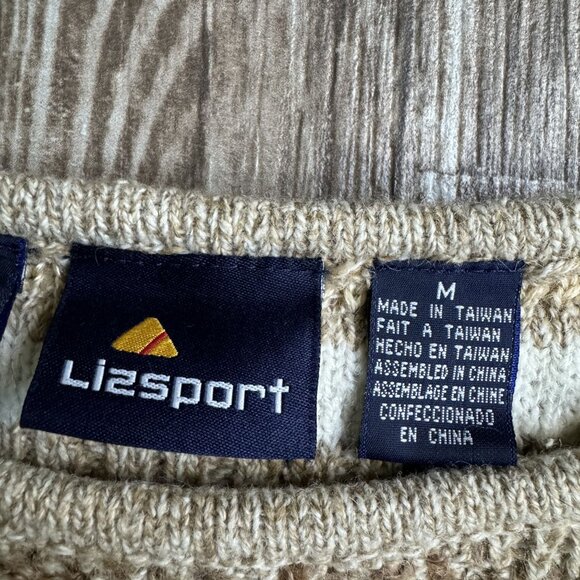 Lizsport
M
MADE IN TAIWAN
FAIT A TAIWAN
HECHO EN TAIWAN
ASSEMBLED IN CHINA
ASSEMBLAGE EN CHINE
CONFECCIONADO
EN CHINA